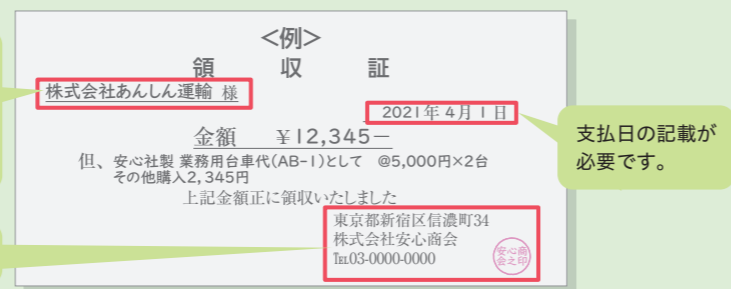 <例>
領収証
株式会社あんしん運輸 様
2021年4月1日
金額 ¥12,345−
但、安心社製 業務用台車代(AB-1)として @5,000円×2台
その他購入2,345円
上記金額正に領収いたしました
東京都新宿区信濃町34
株式会社安心商会
℡03-0000-0000
安心商
会之印
支払日の記載が
必要です。